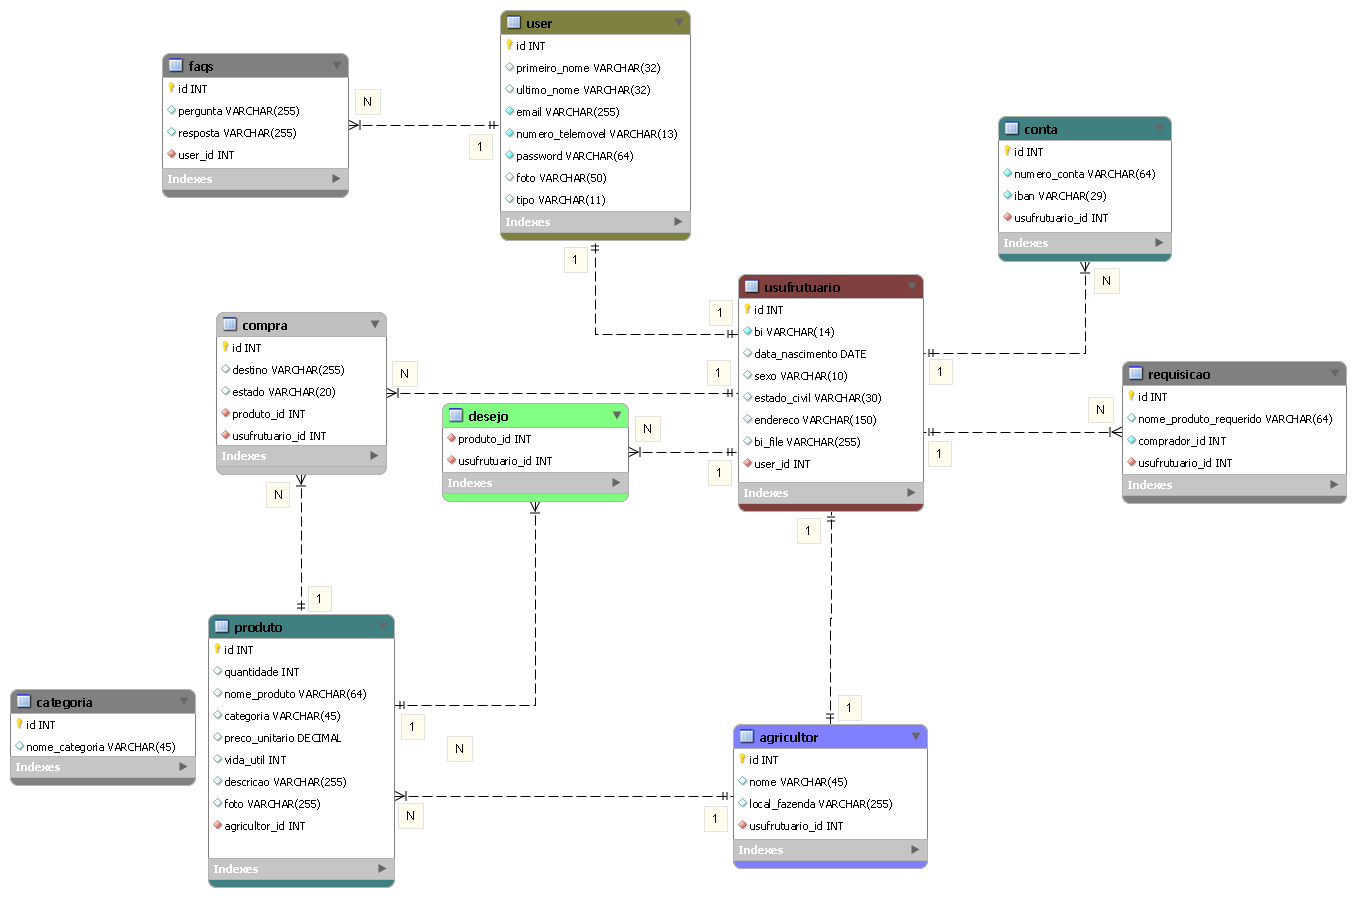 user
id INT
primeiro_nome VARCHAR(32)
ultimo_nome VARCHAR(32)
email VARCHAR(255)
numero_telemovel VARCHAR(13)
password VARCHAR(64)
foto VARCHAR(50)
tipo VARCHAR(11)
Indexes
faqs
id INT
pergunta VARCHAR(255)
resposta VARCHAR(255)
user_id INT
Indexes
N
1
conta
id INT
numero_conta VARCHAR(64)
iban VARCHAR(29)
usufrutuario_id INT
Indexes
1
1
N
usufrutuario
id INT
bi VARCHAR(14)
data_nascimento DATE
sexo VARCHAR(10)
estado_civil VARCHAR(30)
endereco VARCHAR(150)
bi_file VARCHAR(255)
user_id INT
Indexes
compra
id INT
destino VARCHAR(255)
estado VARCHAR(20)
produto_id INT
usufrutuario_id INT
Indexes
N
1
1
requisicao
id INT
nome_produto_requerido VARCHAR(64)
comprador_id INT
usufrutuario_id INT
Indexes
N
1
desejo
produto_id INT
usufrutuario_id INT
Indexes
N
1
N
1
1
produto
id INT
quantidade INT
nome_produto VARCHAR(64)
categoria VARCHAR(45)
preco_unitario DECIMAL
vida_util INT
descricao VARCHAR(255)
foto VARCHAR(255)
agricultor_id INT
Indexes
categoria
id INT
nome_categoria VARCHAR(45)
Indexes
1
N
1
agricultor
id INT
nome VARCHAR(45)
local_fazenda VARCHAR(255)
usufrutuario_id INT
Indexes
N
1